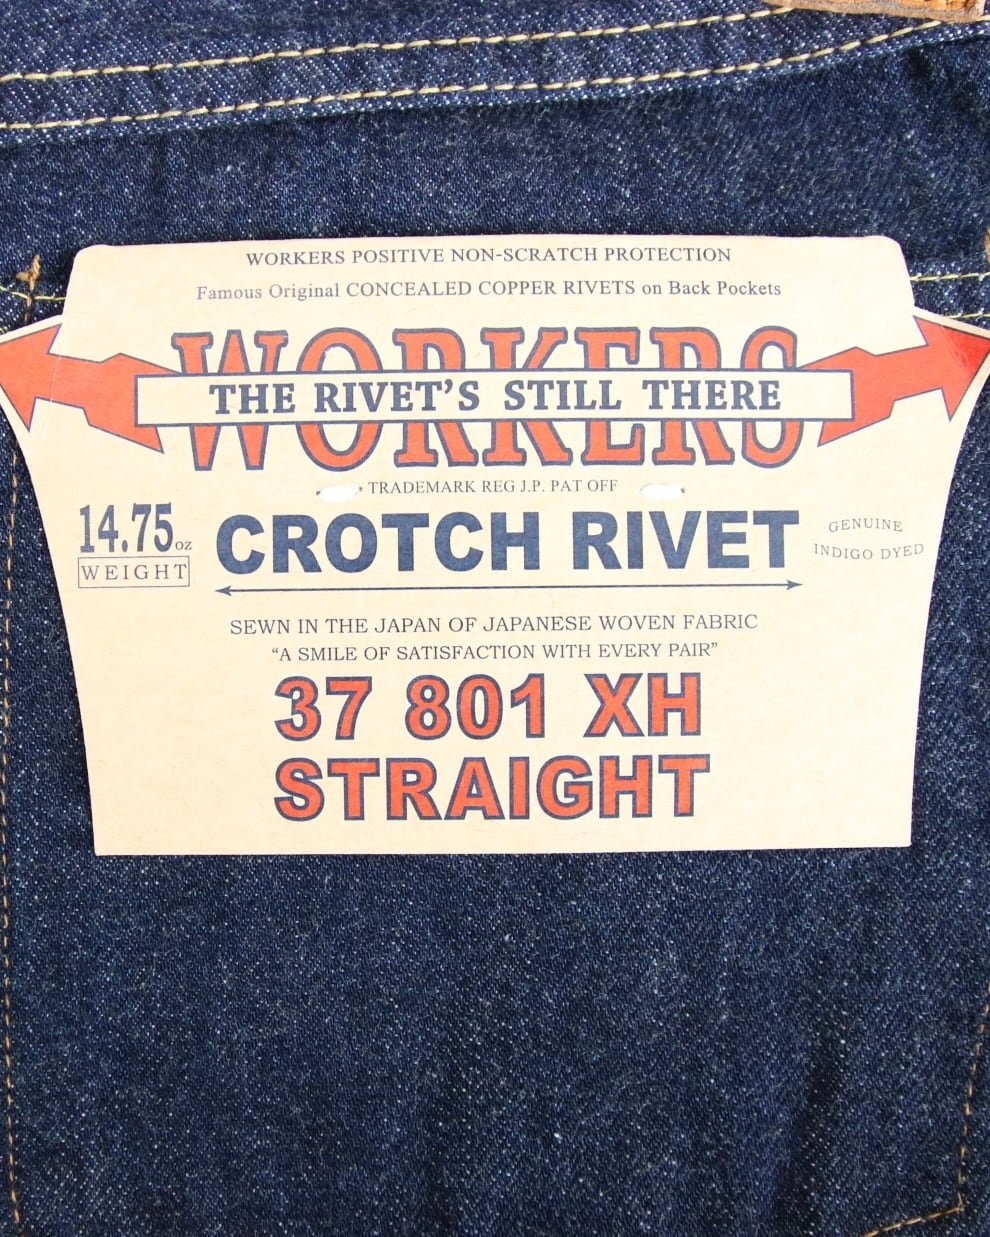 WORKERS POSITIVE NON-SCRATCH PROTECTION
Famous Original CONCEALED COPPER RIVETS on Back Pockets
WORKERS
THE RIVET'S STILL THERE
TRADEMARK REG J.P. PAT OFF
14.75 oz
WEIGHT
CROTCH RIVET
GENUINE
INDIGO DYED
SEWN IN THE JAPAN OF JAPANESE WOVEN FABRIC
"A SMILE OF SATISFACTION WITH EVERY PAIR"
37 801 XH
STRAIGHT